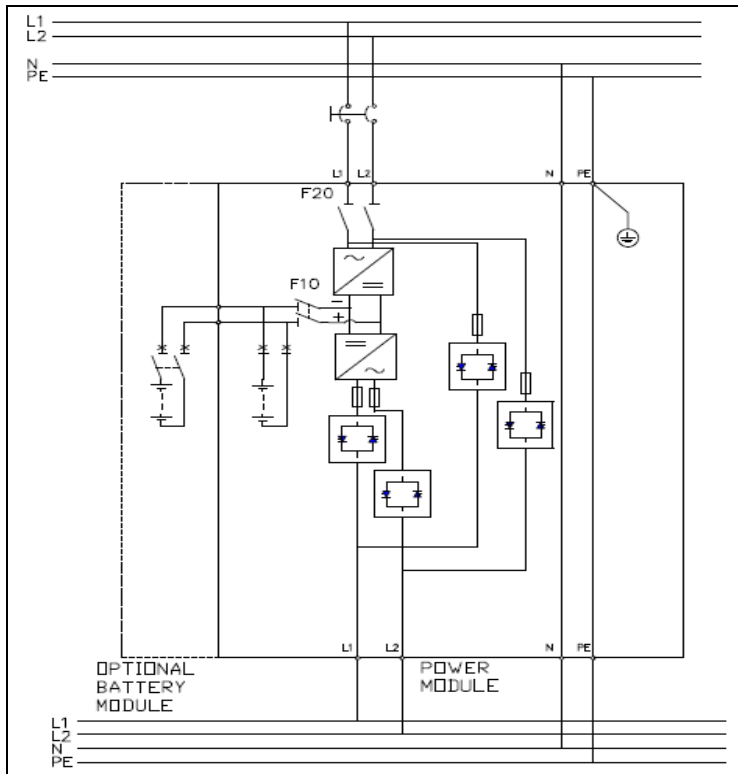 L1
L2
N
PE
L1 L2 N PE
F20
F10
-
+
L1 L2 N PE
OPTIONAL
BATTERY
MODULE
POWER
MODULE
L1
L2
N
PE